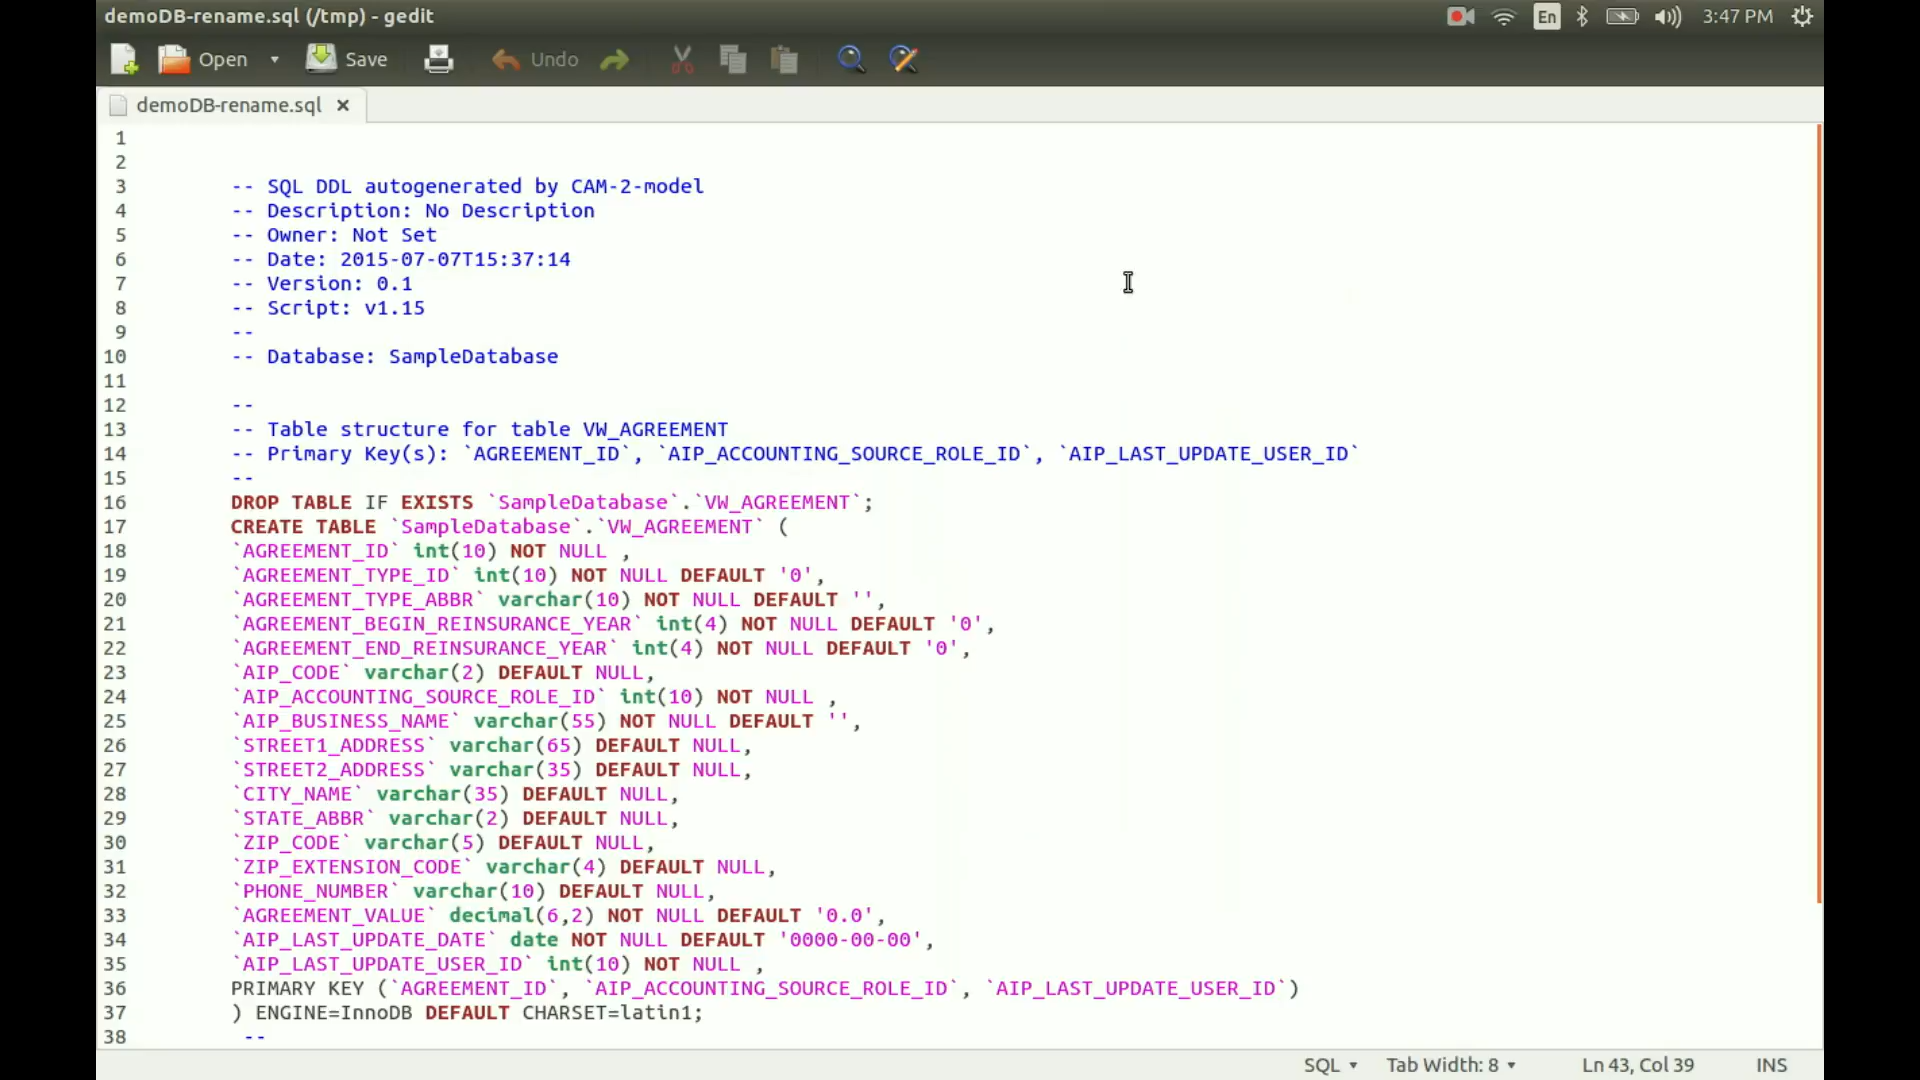 demoDB-rename.sql (/tmp) - gedit
En
3:47 PM
Open
Save
Undo
demoDB-rename.sql ×
1
2
3 -- SQL DDL autogenerated by CAM-2-model
4 -- Description: No Description
5 -- Owner: Not Set
6 -- Date: 2015-07-07T15:37:14
7 -- Version: 0.1
8 -- Script: v1.15
9 --
10 -- Database: SampleDatabase
11
12 --
13 -- Table structure for table VW_AGREEMENT
14 -- Primary Key(s): `AGREEMENT_ID`, `AIP_ACCOUNTING_SOURCE_ROLE_ID`, `AIP_LAST_UPDATE_USER_ID`
15 --
16 DROP TABLE IF EXISTS `SampleDatabase`.`VW_AGREEMENT`;
17 CREATE TABLE `SampleDatabase`.`VW_AGREEMENT` (
18 `AGREEMENT_ID` int(10) NOT NULL ,
19 `AGREEMENT_TYPE_ID` int(10) NOT NULL DEFAULT '0',
20 `AGREEMENT_TYPE_ABBR` varchar(10) NOT NULL DEFAULT '',
21 `AGREEMENT_BEGIN_REINSURANCE_YEAR` int(4) NOT NULL DEFAULT '0',
22 `AGREEMENT_END_REINSURANCE_YEAR` int(4) NOT NULL DEFAULT '0',
23 `AIP_CODE` varchar(2) DEFAULT NULL,
24 `AIP_ACCOUNTING_SOURCE_ROLE_ID` int(10) NOT NULL ,
25 `AIP_BUSINESS_NAME` varchar(55) NOT NULL DEFAULT '',
26 `STREET1_ADDRESS` varchar(65) DEFAULT NULL,
27 `STREET2_ADDRESS` varchar(35) DEFAULT NULL,
28 `CITY_NAME` varchar(35) DEFAULT NULL,
29 `STATE_ABBR` varchar(2) DEFAULT NULL,
30 `ZIP_CODE` varchar(5) DEFAULT NULL,
31 `ZIP_EXTENSION_CODE` varchar(4) DEFAULT NULL,
32 `PHONE_NUMBER` varchar(10) DEFAULT NULL,
33 `AGREEMENT_VALUE` decimal(6,2) NOT NULL DEFAULT '0.0',
34 `AIP_LAST_UPDATE_DATE` date NOT NULL DEFAULT '0000-00-00',
35 `AIP_LAST_UPDATE_USER_ID` int(10) NOT NULL ,
36 PRIMARY KEY (`AGREEMENT_ID`, `AIP_ACCOUNTING_SOURCE_ROLE_ID`, `AIP_LAST_UPDATE_USER_ID`)
37 ) ENGINE=InnoDB DEFAULT CHARSET=latin1;
38 --
SQL Tab Width: 8 Ln 43, Col 39 INS